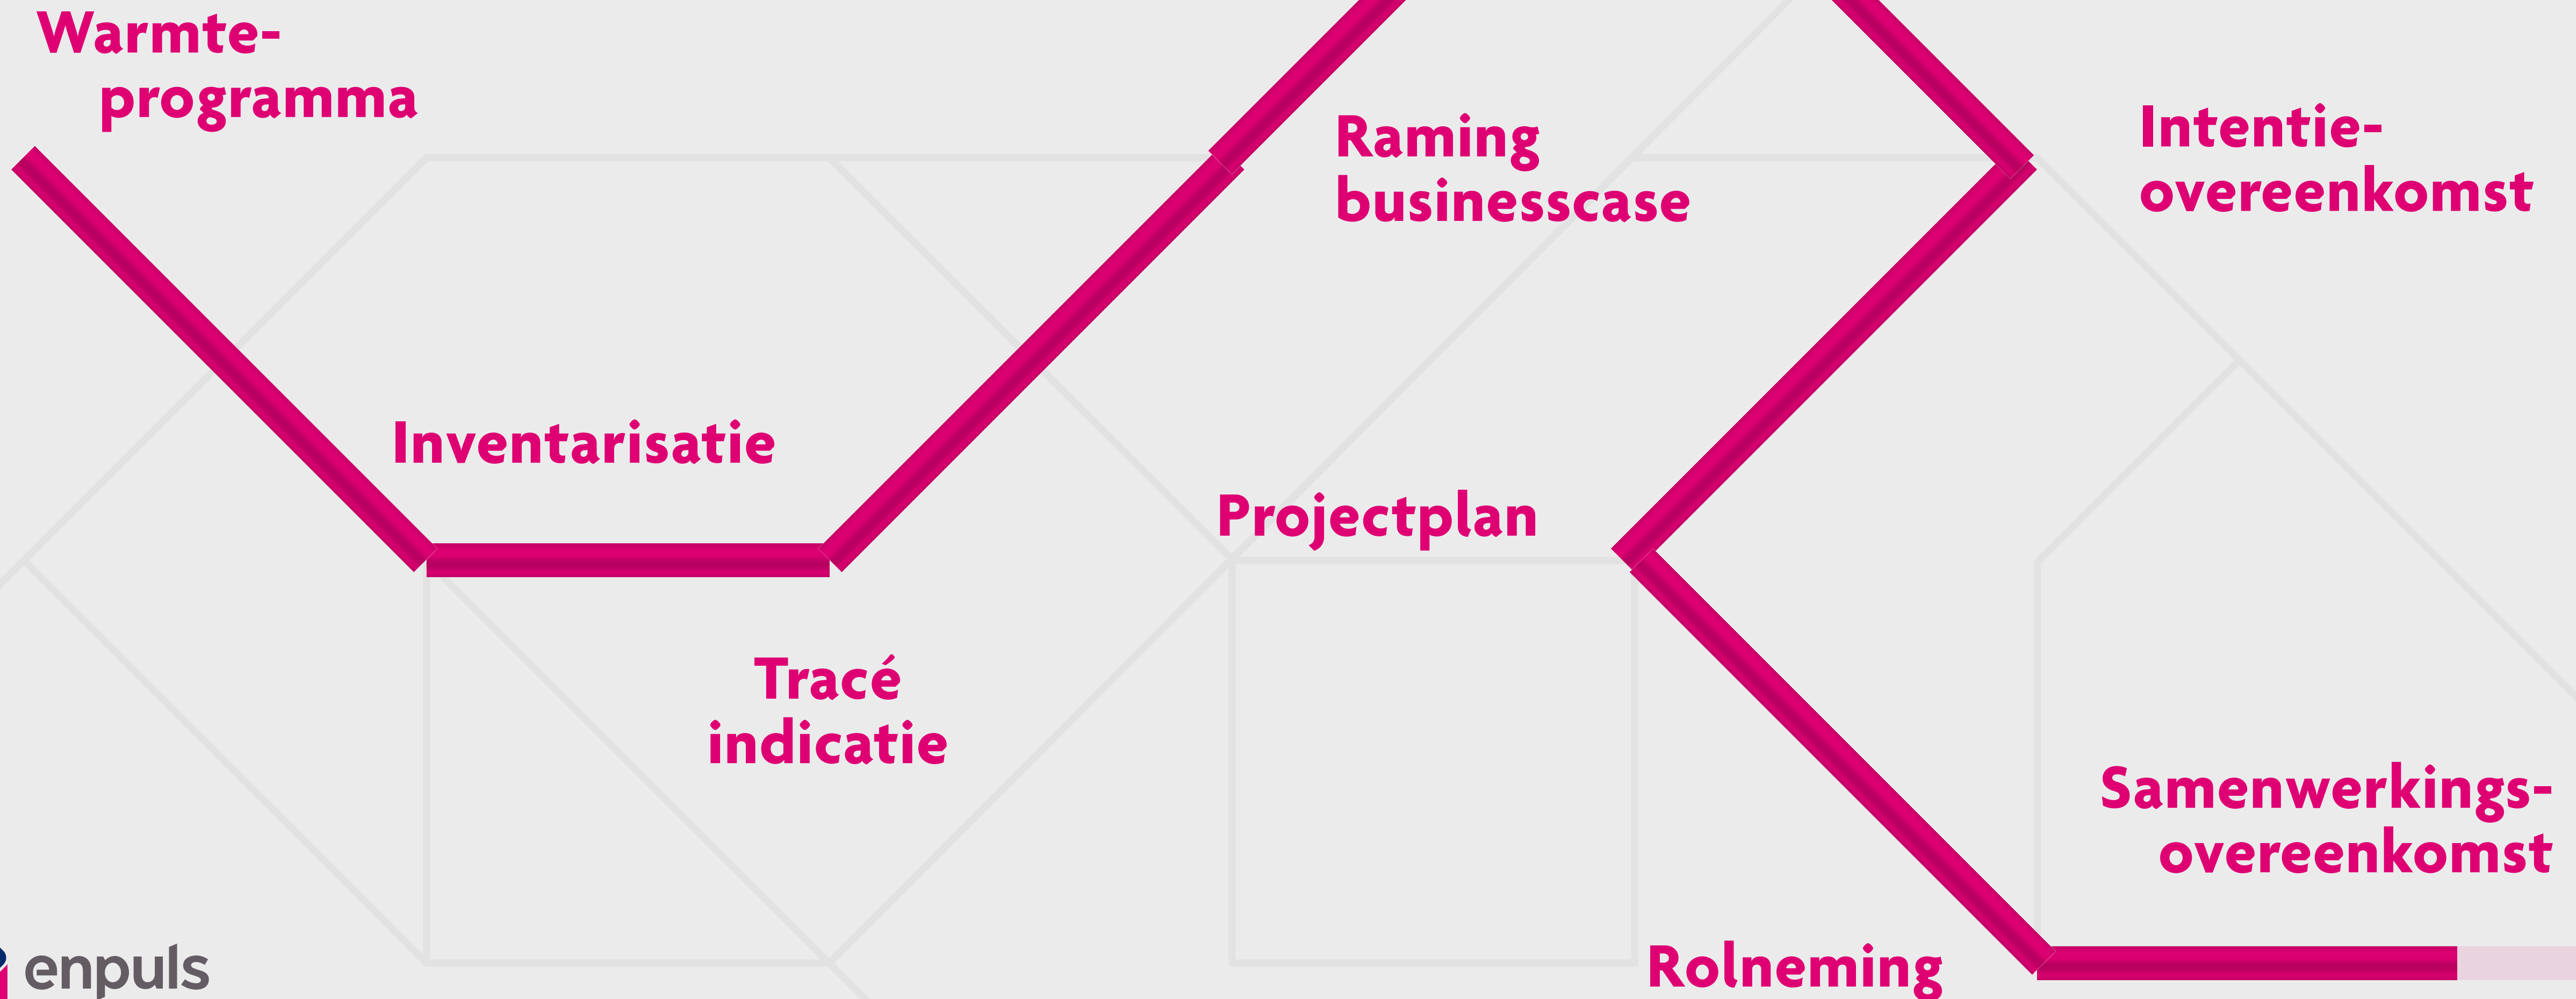 Warmte-
programma
Inventarisatie
Tracé
indicatie
Raming
businesscase
Intentie-
overeenkomst
Projectplan
Rolneming
Samenwerkings-
overeenkomst
enpuls